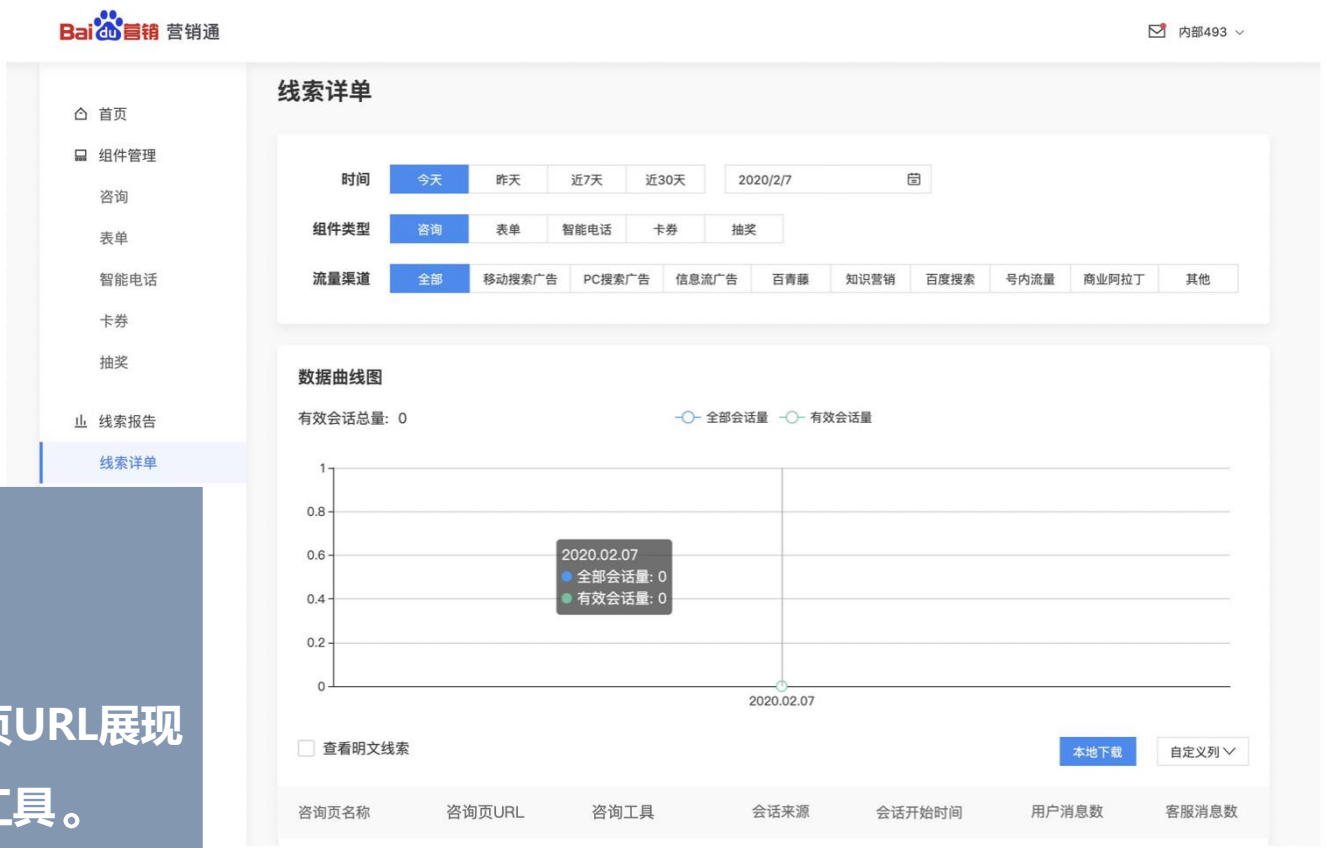 Bai du 营销 营销通
内部493
首页
组件管理
咨询
表单
智能电话
卡券
抽奖
线索报告
线索详单
线索详单
时间 今天 昨天 近7天 近30天 2020/2/7
组件类型 咨询 表单 智能电话 卡券 抽奖
流量渠道 全部 移动搜索广告 PC搜索广告 信息流广告 百青藤 知识营销 百度搜索 号内流量 商业阿拉丁 其他
数据曲线图
有效会话总量: 0 全部会话量 有效会话量
1
0.8
0.6
0.4
0.2
0
2020.02.07
全部会话量: 0
有效会话量: 0
2020.02.07
查看明文线索 本地下载 自定义列
咨询页名称 咨询页URL 咨询工具 会话来源 会话开始时间 用户消息数 客服消息数
页URL展现
工具。